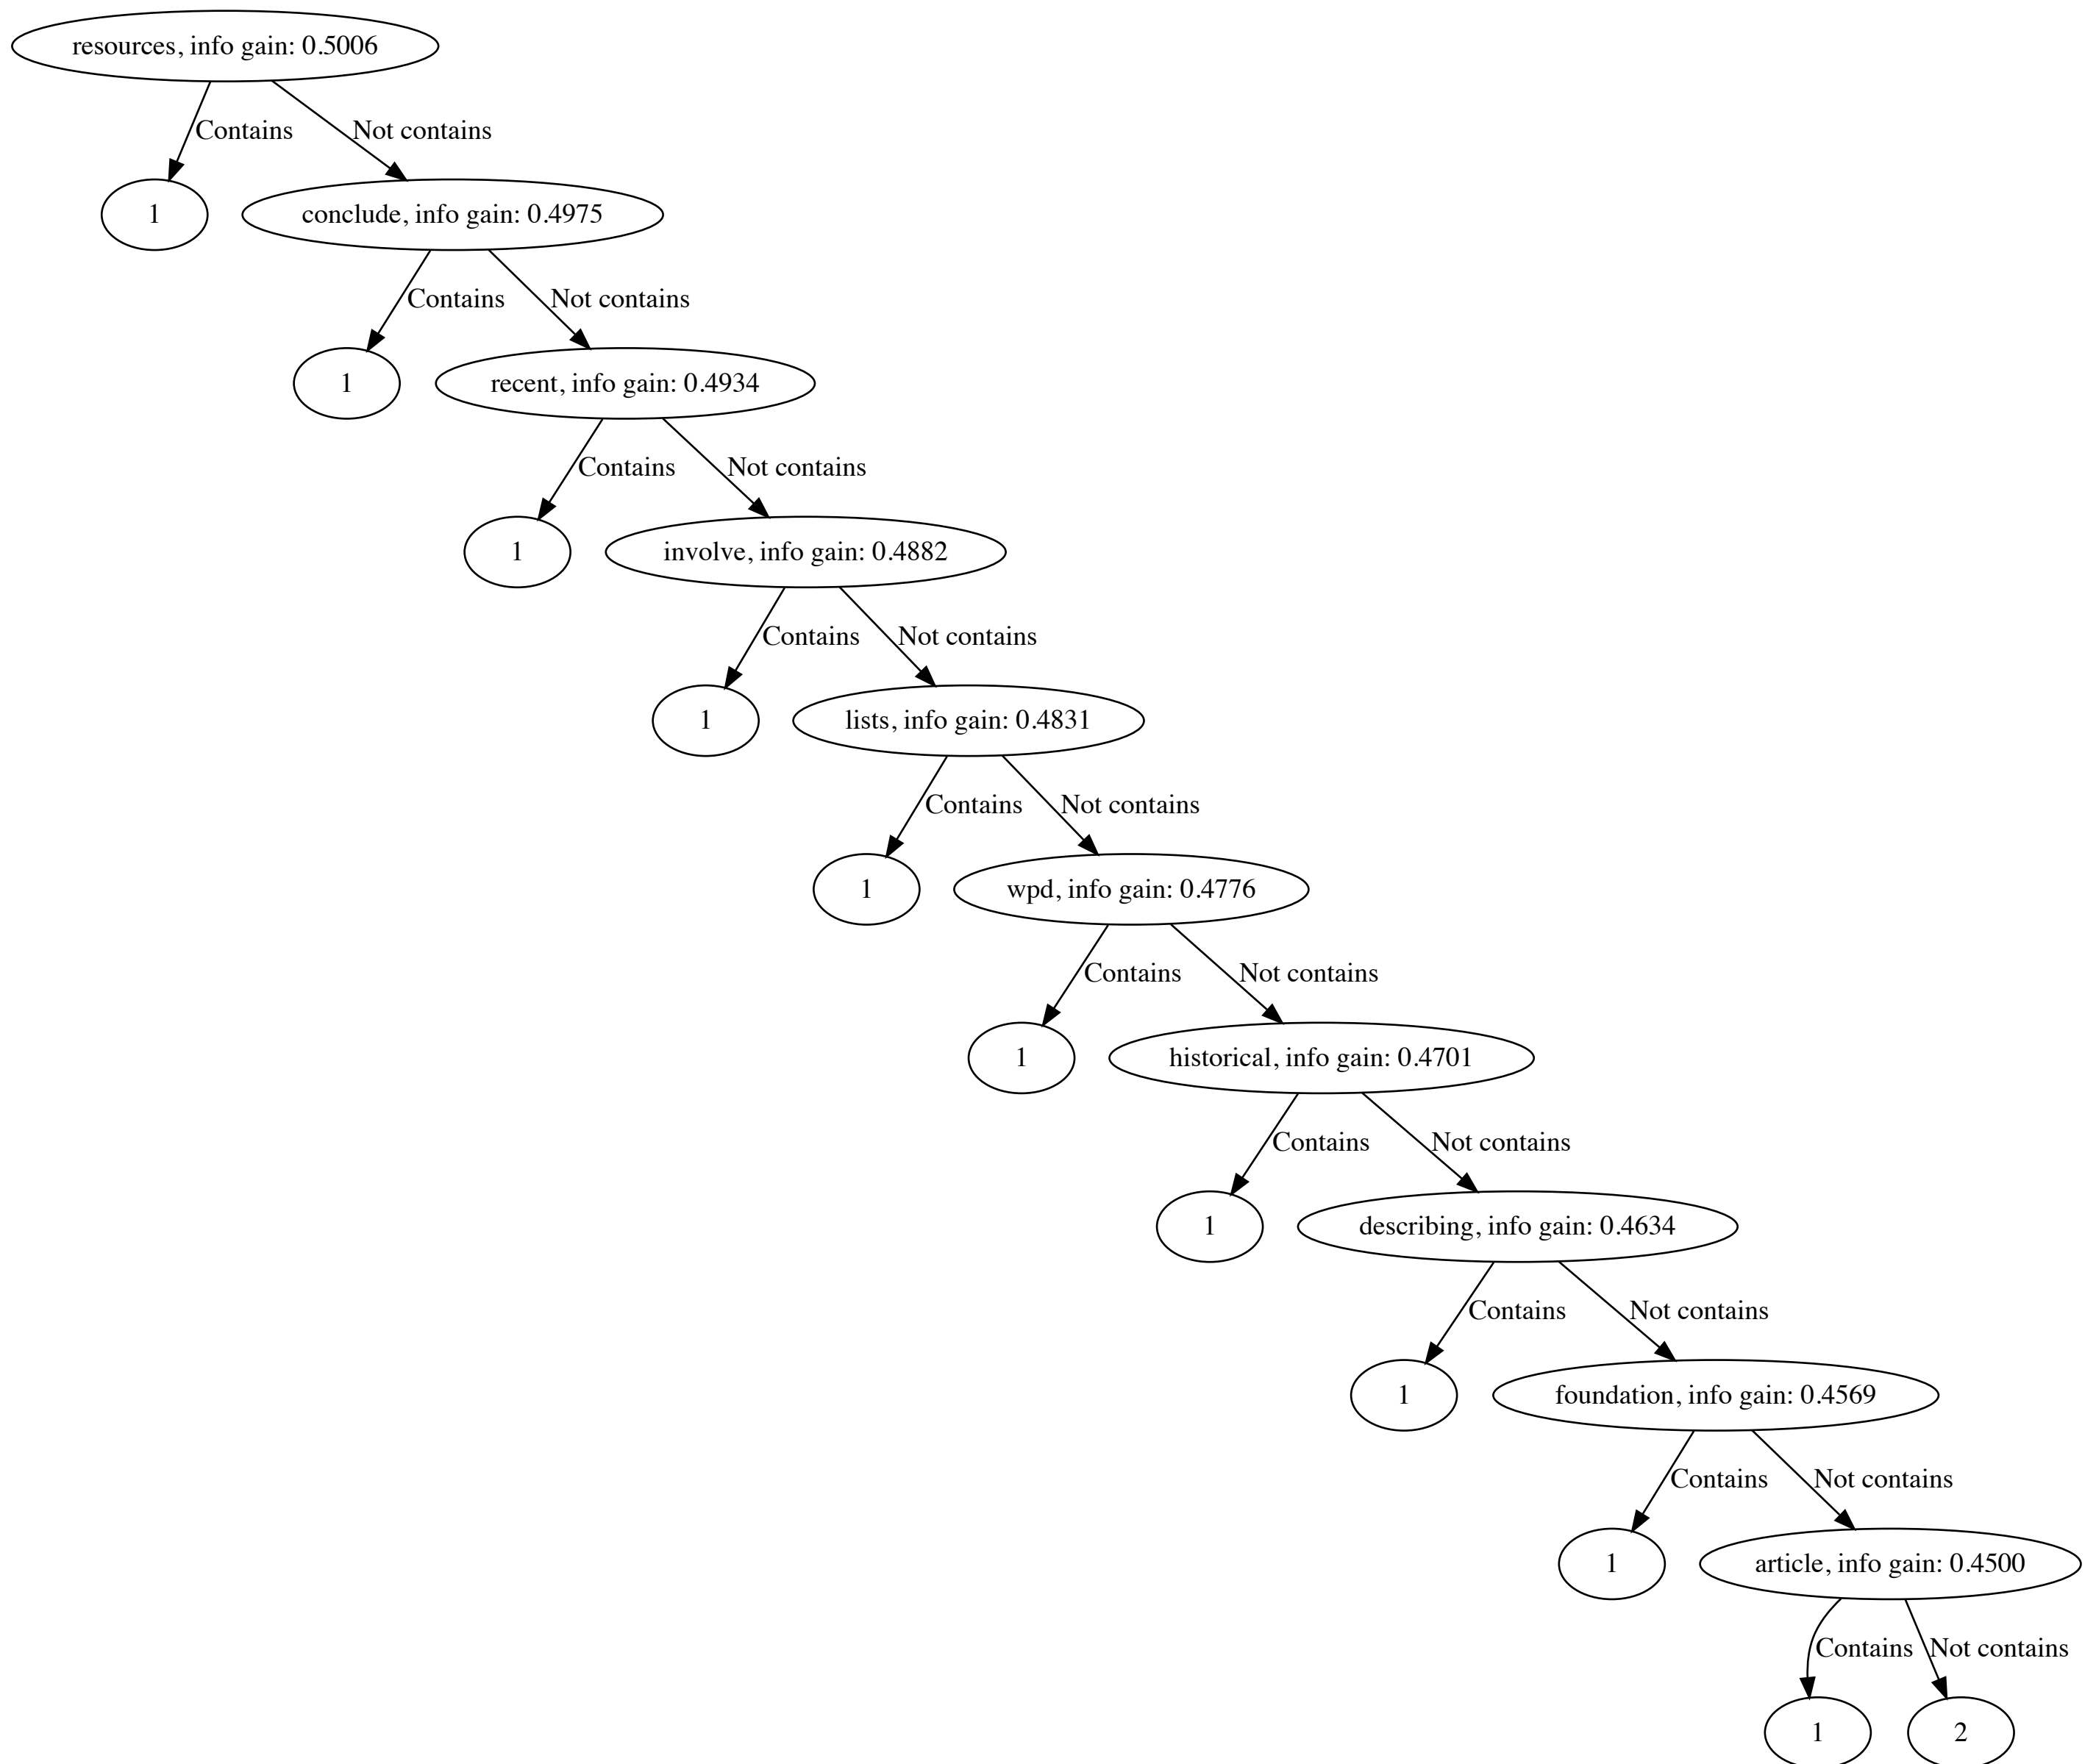 resources, info gain: 0.5006
Contains
Not contains
1
conclude, info gain: 0.4975
Contains
Not contains
1
recent, info gain: 0.4934
Contains
Not contains
1
involve, info gain: 0.4882
Contains
Not contains
1
lists, info gain: 0.4831
Contains
Not contains
1
wpd, info gain: 0.4776
Contains
Not contains
1
historical, info gain: 0.4701
Contains
Not contains
1
describing, info gain: 0.4634
Contains
Not contains
1
foundation, info gain: 0.4569
Contains
Not contains
1
article, info gain: 0.4500
Contains
Not contains
1
2